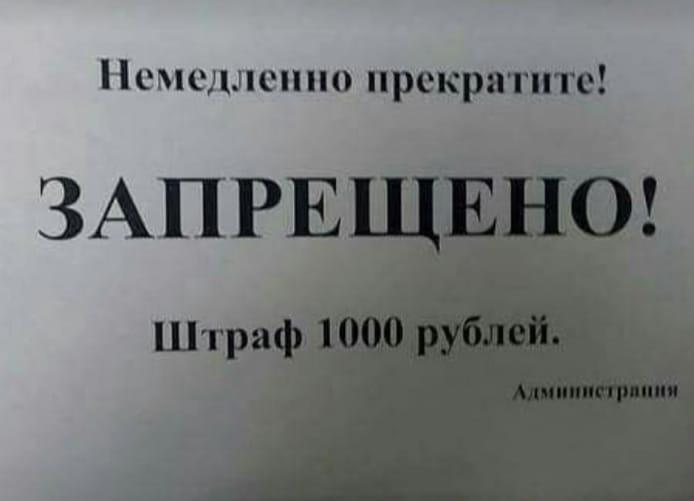 Немедленно прекратите!
ЗАПРЕЩЕНО!
Штраф 1000 рублей.
Администрация